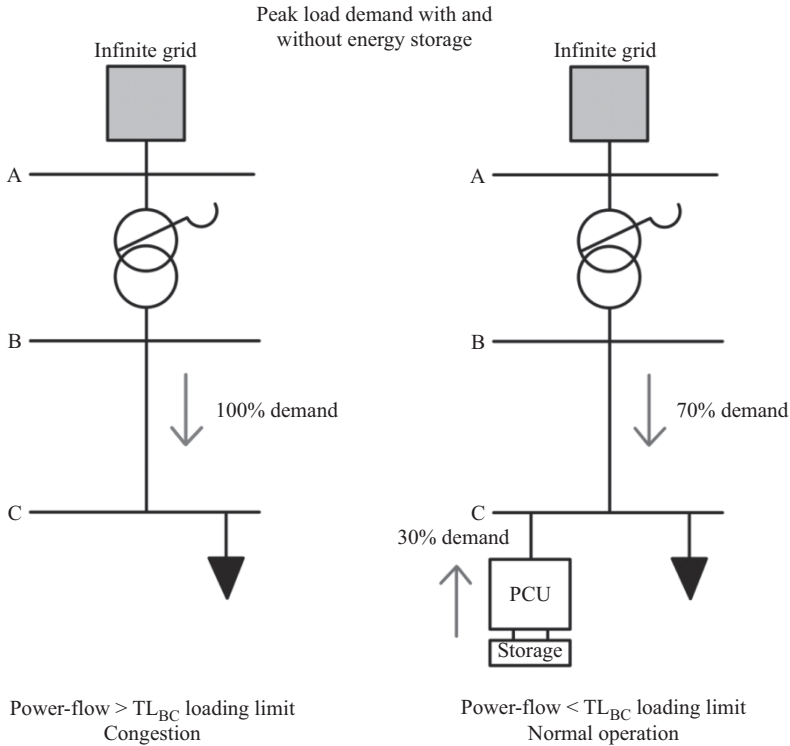 Peak load demand with and
without energy storage
Infinite grid
A
B
100% demand
C
Power-flow > TL_BC loading limit
Congestion
Infinite grid
A
B
70% demand
C
30% demand
PCU
Storage
Power-flow < TL_BC loading limit
Normal operation